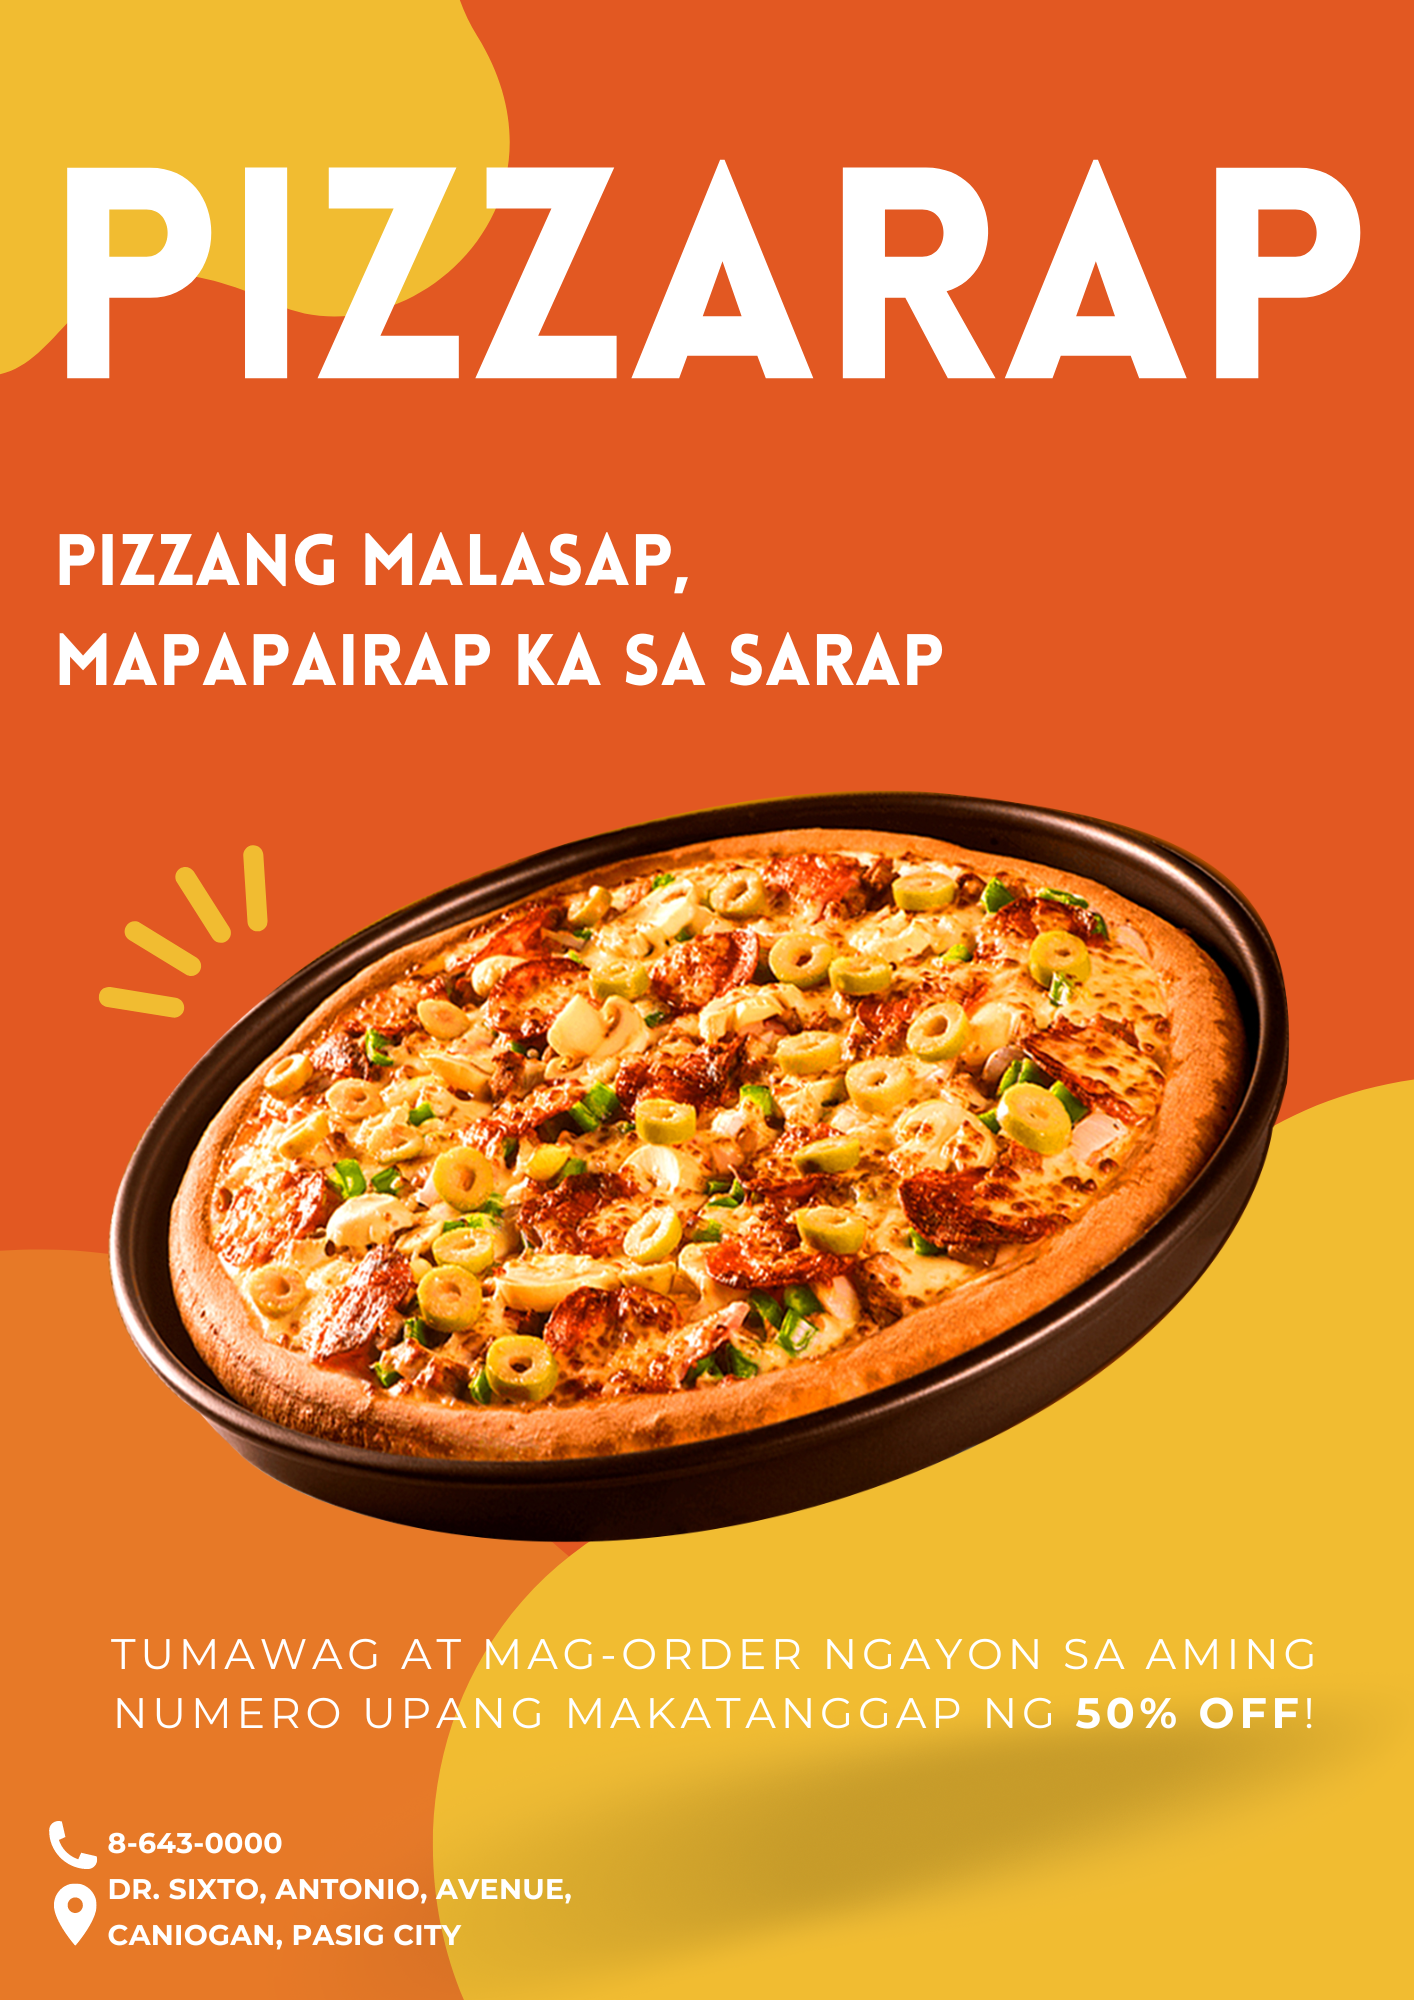 PIZZARAP
PIZZANG MALASAP,
MAPAPAIRAP KA SA SARAP
TUMAWAG AT MAG-ORDER NGAYON SA AMING
NUMERO UPANG MAKATANGGAP NG 50% OFF!
8-643-0000
DR. SIXTO, ANTONIO, AVENUE,
CANIOGAN, PASIG CITY